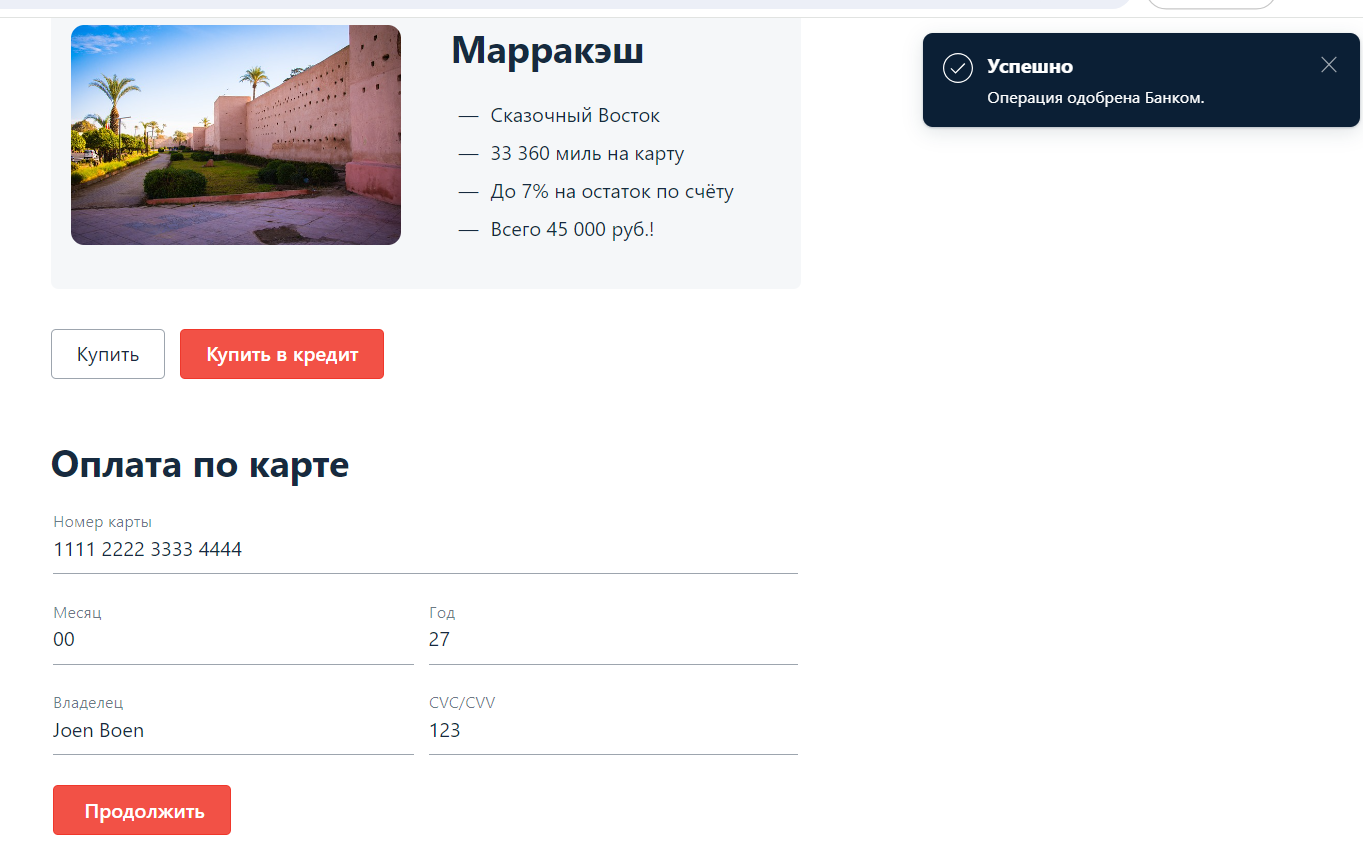 Марракэш
— Сказочный Восток
— 33 360 миль на карту
— До 7% на остаток по счёту
— Всего 45 000 руб.!
Успешно
Операция одобрена Банком.
Купить
Купить в кредит
Оплата по карте
Номер карты
1111 2222 3333 4444
Месяц
Год
00
27
Владелец
CVC/CVV
Joen Boen
123
Продолжить